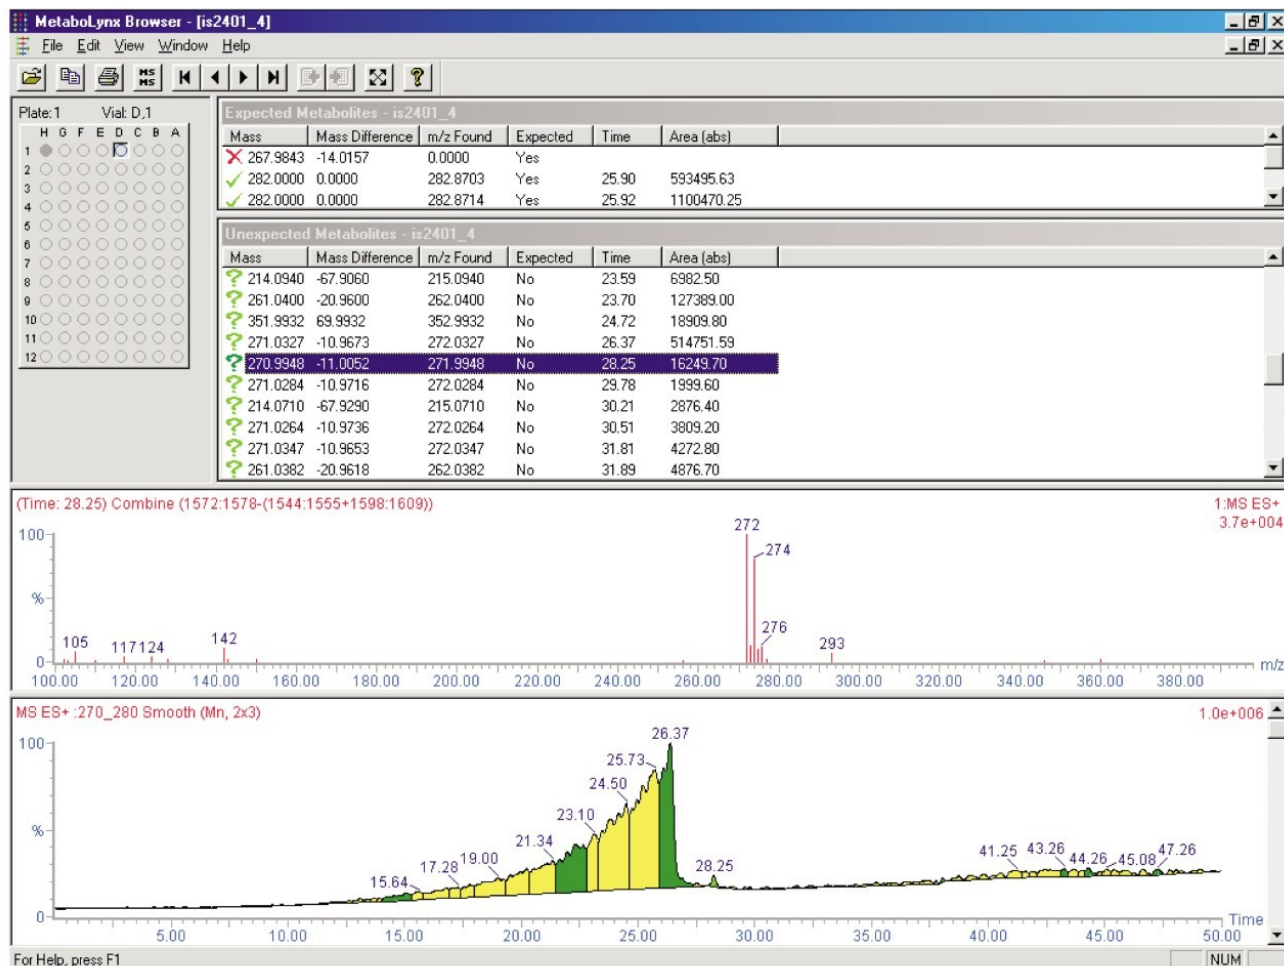 MetaboLynx Browser - [is2401_4]
File Edit View Window Help
MS
MS
Plate:1 Vial: D,1
H G F E D C B A
1
2
3
4
5
6
7
8
9
10
11
12
Expected Metabolites - is2401_4
Mass Mass Difference m/z Found Expected Time Area (abs)
267.9843 -14.0157 0.0000 Yes
282.0000 0.0000 282.8703 Yes 25.90 593495.63
282.0000 0.0000 282.8714 Yes 25.92 1100470.25
Unexpected Metabolites - is2401_4
Mass Mass Difference m/z Found Expected Time Area (abs)
214.0940 -67.9060 215.0940 No 23.59 6982.50
261.0400 -20.9600 262.0400 No 23.70 127389.00
351.9932 69.9932 352.9932 No 24.72 18909.80
271.0327 -10.9673 272.0327 No 26.37 514751.59
270.9948 -11.0052 271.9948 No 28.25 16249.70
271.0284 -10.9716 272.0284 No 29.78 1999.60
214.0710 -67.9290 215.0710 No 30.21 2876.40
271.0264 -10.9736 272.0264 No 30.51 3809.20
271.0347 -10.9653 272.0347 No 31.81 4272.80
261.0382 -20.9618 262.0382 No 31.89 4876.70
(Time: 28.25) Combine (1572:1578-(1544:1555+1598:1609))
1:MS ES+
3.7e+004
100
%
0
272
274
276
293
105
117
124
142
100.00 120.00 140.00 160.00 180.00 200.00 220.00 240.00 260.00 280.00 300.00 320.00 340.00 360.00 380.00 m/z
MS ES+ :270_280 Smooth (Mn, 2x3)
1.0e+006
100
%
0
15.64
17.28
19.00
21.34
23.10
24.50
25.73
26.37
28.25
41.25
43.26
44.26
45.08
47.26
5.00 10.00 15.00 20.00 25.00 30.00 35.00 40.00 45.00 50.00 Time
For Help, press F1
NUM